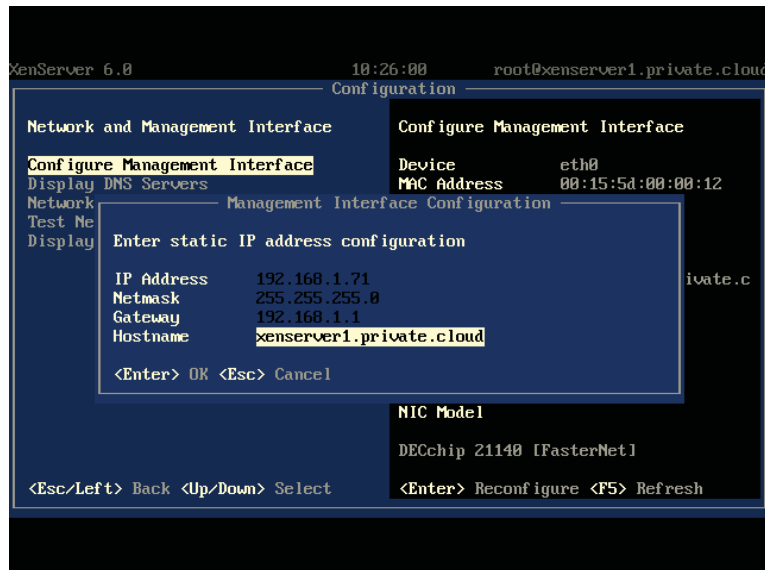 XenServer 6.0 10:26:00 root@xenserver1.private.cloud
Configuration
Network and Management Interface Configure Management Interface
Configure Management Interface Device eth0
Display DNS Servers MAC Address 00:15:5d:00:00:12
Network Management Interface Configuration
Test Ne
Display Enter static IP address configuration
IP Address 192.168.1.71 ivate.c
Netmask 255.255.255.0
Gateway 192.168.1.1
Hostname xenserver1.private.cloud
<Enter> OK <Esc> Cancel
NIC Model
DECchip 21140 [FasterNet]
<Esc/Left> Back <Up/Down> Select <Enter> Reconfigure <F5> Refresh